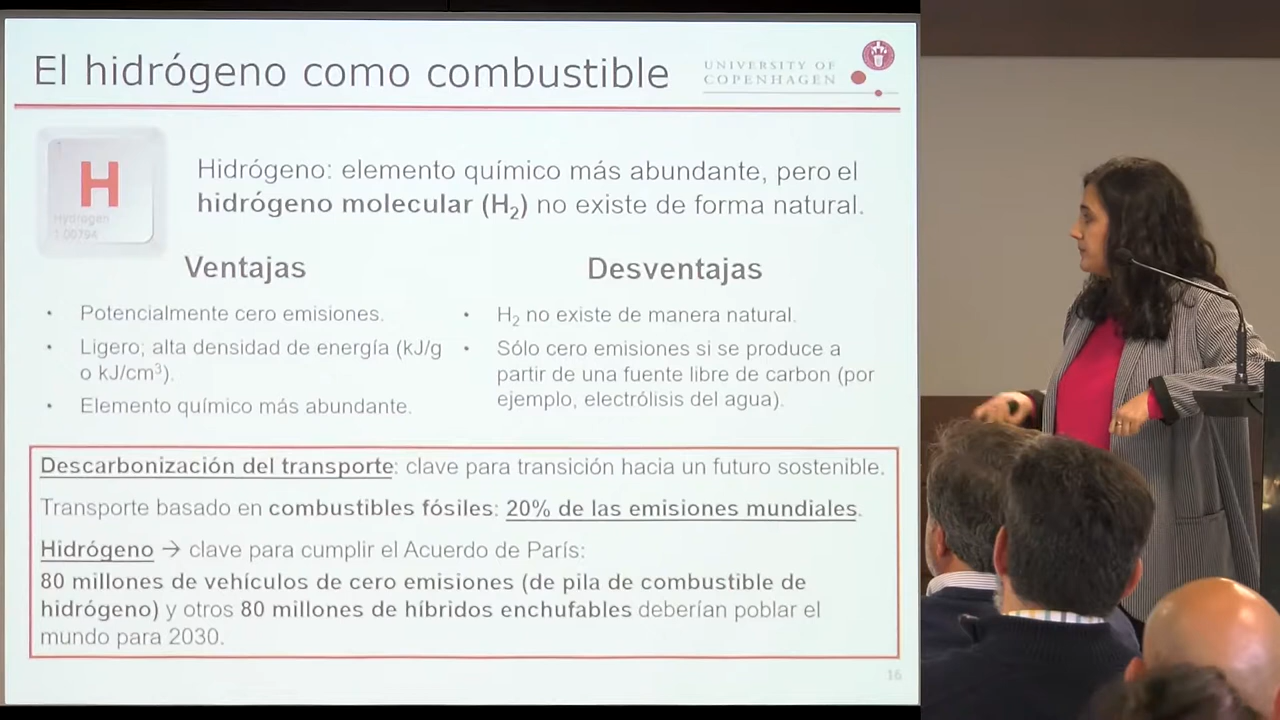 El hidrógeno como combustible
UNIVERSITY OF
COPENHAGEN
H
Hydrogen
1.00794
Hidrógeno: elemento químico más abundante, pero el
hidrógeno molecular (H₂) no existe de forma natural.
Ventajas
• Potencialmente cero emisiones.
• Ligero; alta densidad de energía (kJ/g
o kJ/cm³).
• Elemento químico más abundante.
Desventajas
• H₂ no existe de manera natural.
• Sólo cero emisiones si se produce a
partir de una fuente libre de carbon (por
ejemplo, electrólisis del agua).
Descarbonización del transporte: clave para transición hacia un futuro sostenible.
Transporte basado en combustibles fósiles: 20% de las emisiones mundiales.
Hidrógeno → clave para cumplir el Acuerdo de París:
80 millones de vehículos de cero emisiones (de pila de combustible de
hidrógeno) y otros 80 millones de híbridos enchufables deberían poblar el
mundo para 2030.
16